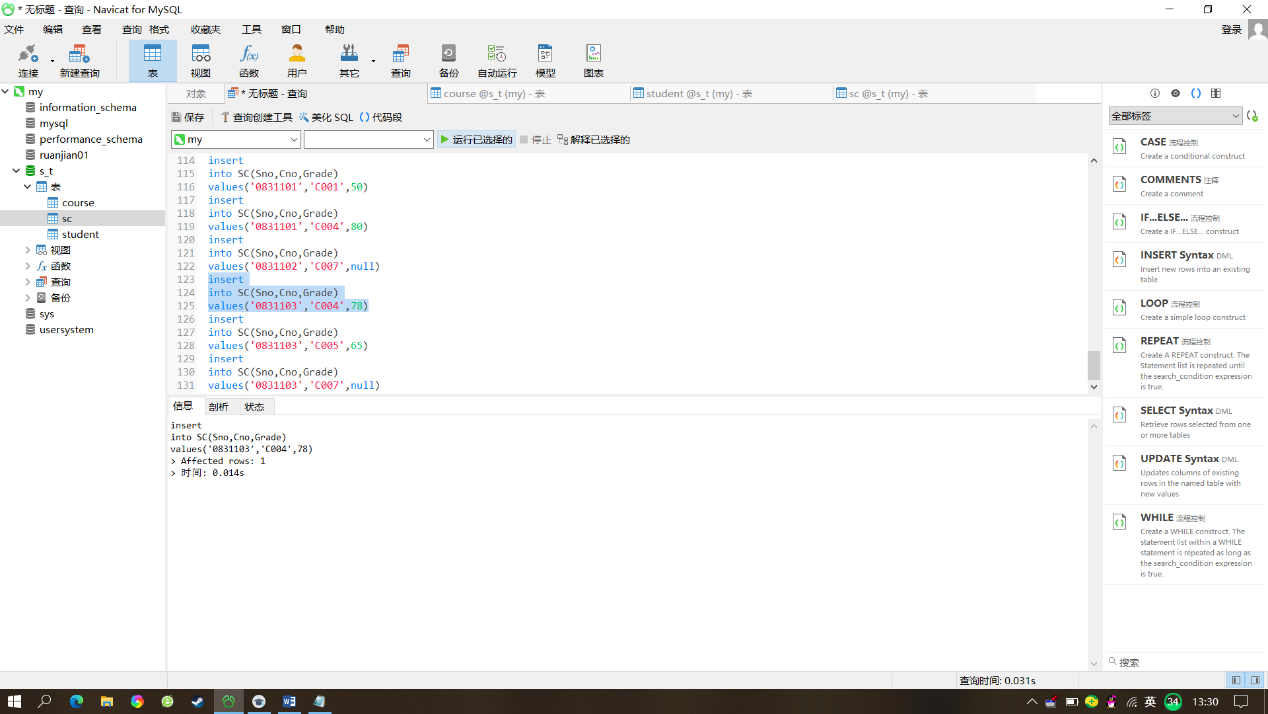 * 无标题 - 查询 - Navicat for MySQL
文件 编辑 查看 查询 格式 收藏夹 工具 窗口 帮助 登录
连接 新建查询 表 视图 函数 用户 其它 查询 备份 自动运行 模型 图表
my
information_schema
mysql
performance_schema
ruanjian01
s_t
表
course
sc
student
视图
函数
查询
备份
sys
usersystem
对象 * 无标题 - 查询 course @s_t (my) - 表 student @s_t (my) - 表 sc @s_t (my) - 表
保存 查询创建工具 美化 SQL () 代码段
my 运行已选择的 停止 解释已选择的
114 insert
115 into SC(Sno,Cno,Grade)
116 values('0831101','C001',50)
117 insert
118 into SC(Sno,Cno,Grade)
119 values('0831101','C004',80)
120 insert
121 into SC(Sno,Cno,Grade)
122 values('0831102','C007',null)
123 insert
124 into SC(Sno,Cno,Grade)
125 values('0831103','C004',78)
126 insert
127 into SC(Sno,Cno,Grade)
128 values('0831103','C005',65)
129 insert
130 into SC(Sno,Cno,Grade)
131 values('0831103','C007',null)
信息 剖析 状态
insert
into SC(Sno,Cno,Grade)
values('0831103','C004',78)
> Affected rows: 1
> 时间: 0.014s
全部标签
CASE 流程控制
Create a conditional construct
COMMENTS 注释
Create a comment
IF...ELSE... 流程控制
Create a IF...ELSE... construct
INSERT Syntax DML
Insert new rows into an existing
table
LOOP 流程控制
Create a simple loop construct
REPEAT 流程控制
Create A REPEAT construct. The
Statement list is repeated until
the search_condition expression
is true.
SELECT Syntax DML
Retrieve rows selected from one
or more tables
UPDATE Syntax DML
Updates columns of existing
rows in the named table with
new values
WHILE 流程控制
Create a WHILE construct. The
statement list within a WHILE
statement is repeated as long as
the search_condition expression
is true.
搜索
查询时间: 0.031s
英 34 13:30